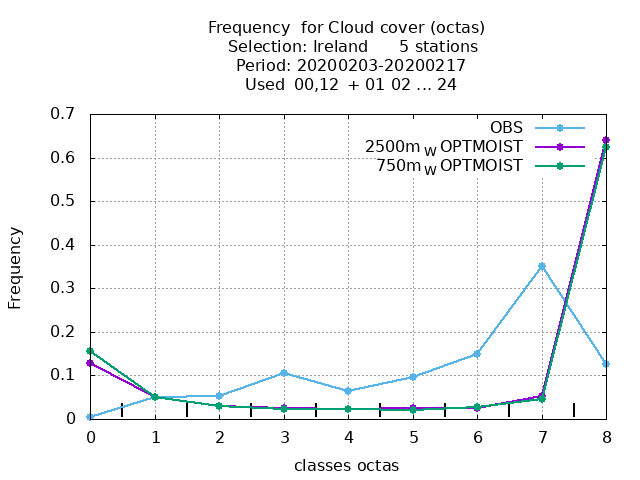 Frequency for Cloud cover (octas)
Selection: Ireland 5 stations
Period: 20200203-20200217
Used 00,12 + 01 02 ... 24
0.7
0.6
0.5
0.4
0.3
0.2
0.1
0
Frequency
OBS
2500m W OPTMOIST
750m W OPTMOIST
0 1 2 3 4 5 6 7 8
classes octas